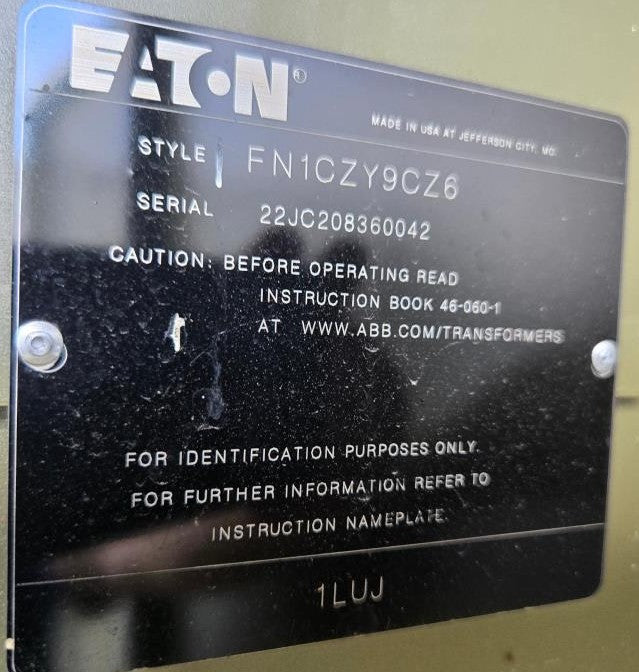 EATON®
MADE IN USA AT JEFFERSON CITY, MO.
STYLE FN1CZY9CZ6
SERIAL 22JC208360042
CAUTION: BEFORE OPERATING READ
INSTRUCTION BOOK 46-060-1
AT WWW.ABB.COM/TRANSFORMERS
FOR IDENTIFICATION PURPOSES ONLY.
FOR FURTHER INFORMATION REFER TO
INSTRUCTION NAMEPLATE.
1LUJ